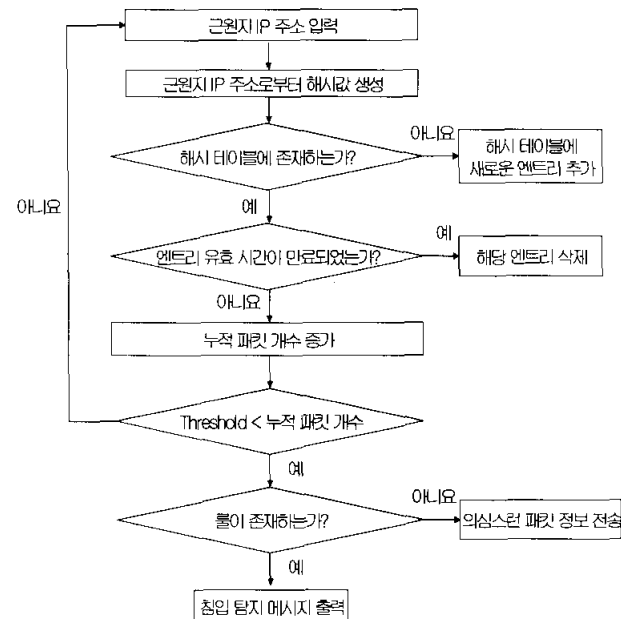 근원지 IP 주소 입력
근원지 IP 주소로부터 해시값 생성
아니요
해시 테이블에 존재하는가?
해시 테이블에
새로운 엔트리 추가
아니요
예
예
엔트리 유효 시간이 만료되었는가?
해당 엔트리 삭제
아니요
누적 패킷 개수 증가
Threshold < 누적 패킷 개수
예
아니요
룰이 존재하는가?
의심스런 패킷 정보 전송
예
침입 탐지 메시지 출력